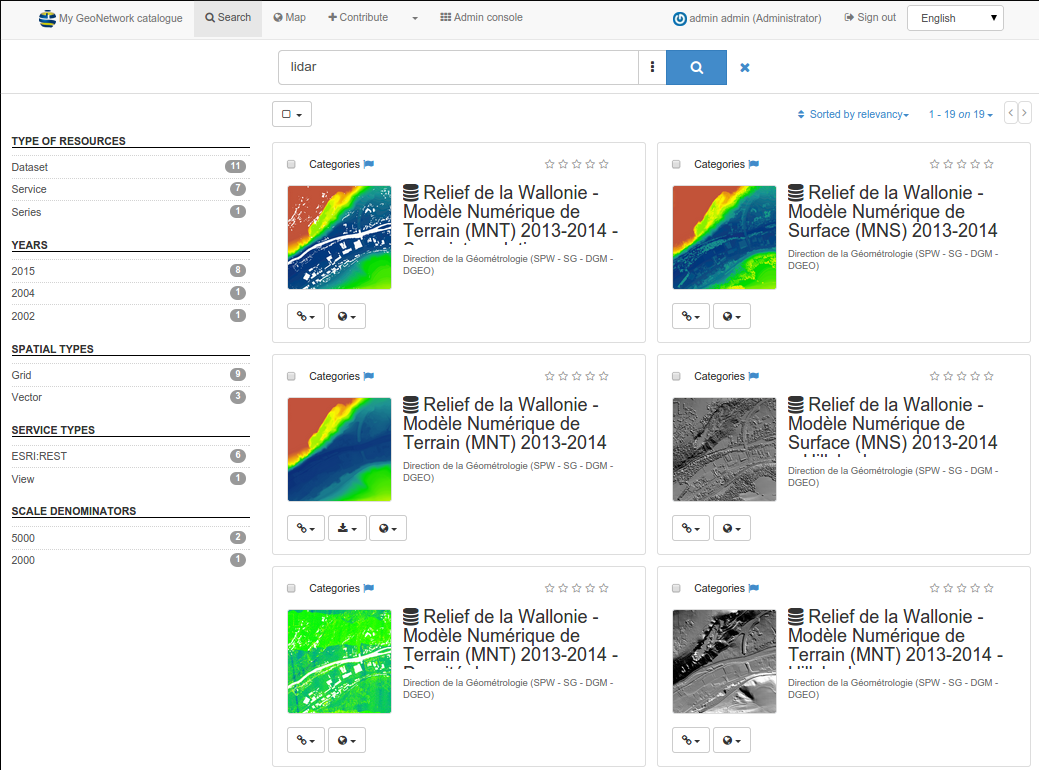 My GeoNetwork catalogue Search Map Contribute Admin console admin admin (Administrator) Sign out English
lidar
Sorted by relevancy 1 - 19 on 19
TYPE OF RESOURCES
Dataset 11
Service 7
Series 1
YEARS
2015 8
2004 1
2002 1
SPATIAL TYPES
Grid 9
Vector 3
SERVICE TYPES
ESRI:REST 6
View 1
SCALE DENOMINATORS
5000 2
2000 1
Categories
Relief de la Wallonie -
Modèle Numérique de
Terrain (MNT) 2013-2014 -
Direction de la Géométrologie (SPW - SG - DGM -
DGEO)
Categories
Relief de la Wallonie -
Modèle Numérique de
Surface (MNS) 2013-2014
Direction de la Géométrologie (SPW - SG - DGM -
DGEO)
Categories
Relief de la Wallonie -
Modèle Numérique de
Terrain (MNT) 2013-2014
Direction de la Géométrologie (SPW - SG - DGM -
DGEO)
Categories
Relief de la Wallonie -
Modèle Numérique de
Surface (MNS) 2013-2014
Direction de la Géométrologie (SPW - SG - DGM -
DGEO)
Categories
Relief de la Wallonie -
Modèle Numérique de
Terrain (MNT) 2013-2014 -
Direction de la Géométrologie (SPW - SG - DGM -
DGEO)
Categories
Relief de la Wallonie -
Modèle Numérique de
Terrain (MNT) 2013-2014 -
Direction de la Géométrologie (SPW - SG - DGM -
DGEO)